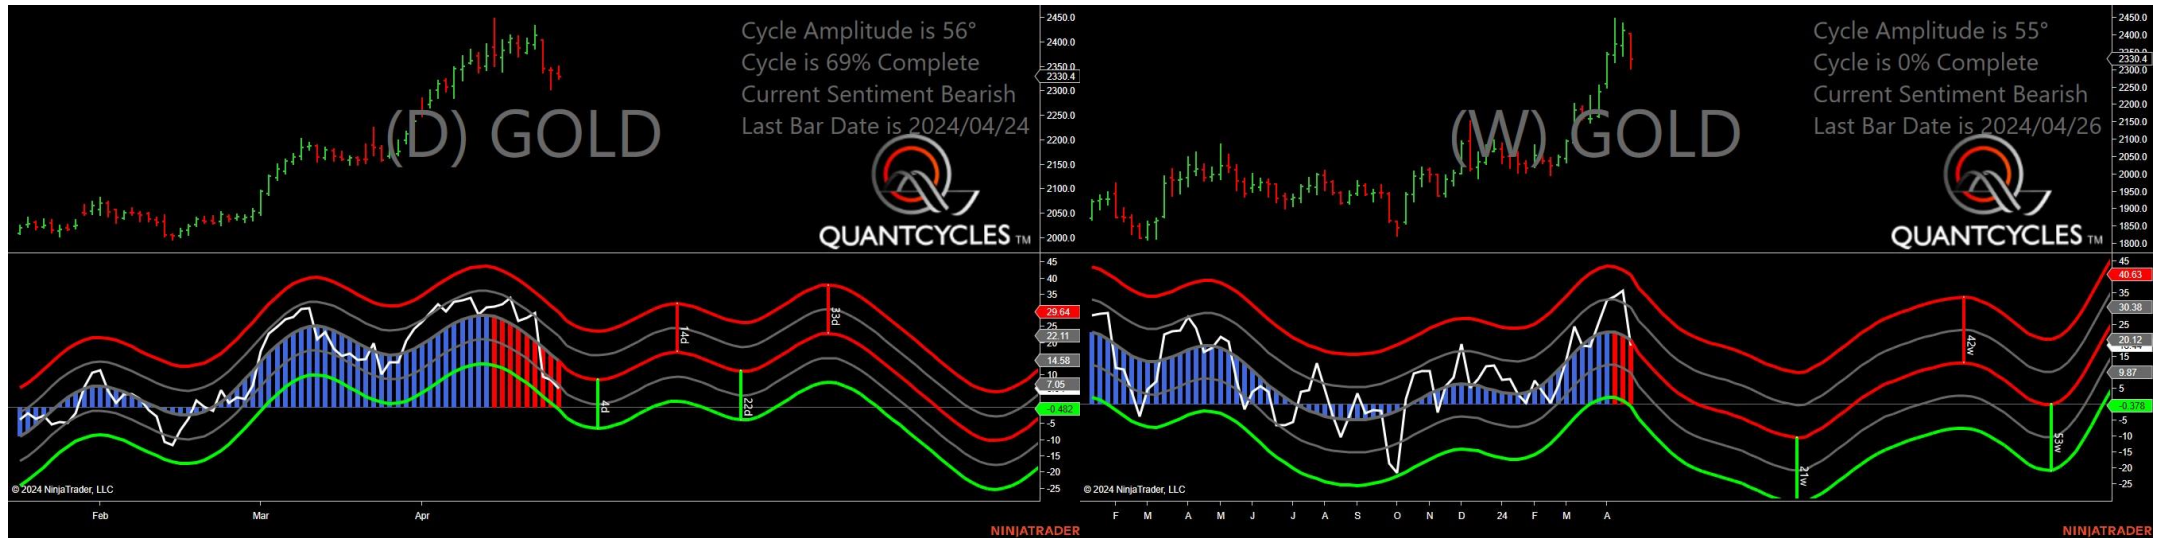 Cycle Amplitude is 56°
Cycle is 69% Complete
Current Sentiment Bearish
Last Bar Date is 2024/04/24
(D) GOLD
QUANTCYCLES TM
2450.0
2400.0
2350.0
2330.4
2300.0
2250.0
2200.0
2150.0
2100.0
2050.0
2000.0
45
40
35
29.64
25
22.11
20
14.58
10
7.05
-0.482
-5
-10
-15
-20
-25
14d
33d
4d
22d
© 2024 NinjaTrader, LLC
Feb Mar Apr
NINJATRADER
Cycle Amplitude is 55°
Cycle is 0% Complete
Current Sentiment Bearish
Last Bar Date is 2024/04/26
(W) GOLD
QUANTCYCLES TM
2450.0
2400.0
2350.0
2330.4
2300.0
2250.0
2200.0
2150.0
2100.0
2050.0
2000.0
1950.0
1900.0
1850.0
1800.0
45
40.63
35
30.38
25
20.12
15
9.87
5
-0.378
-5
-10
-15
-20
-25
42w
21w
53w
© 2024 NinjaTrader, LLC
F M A M J J A S O N D 24 F M A
NINJATRADER